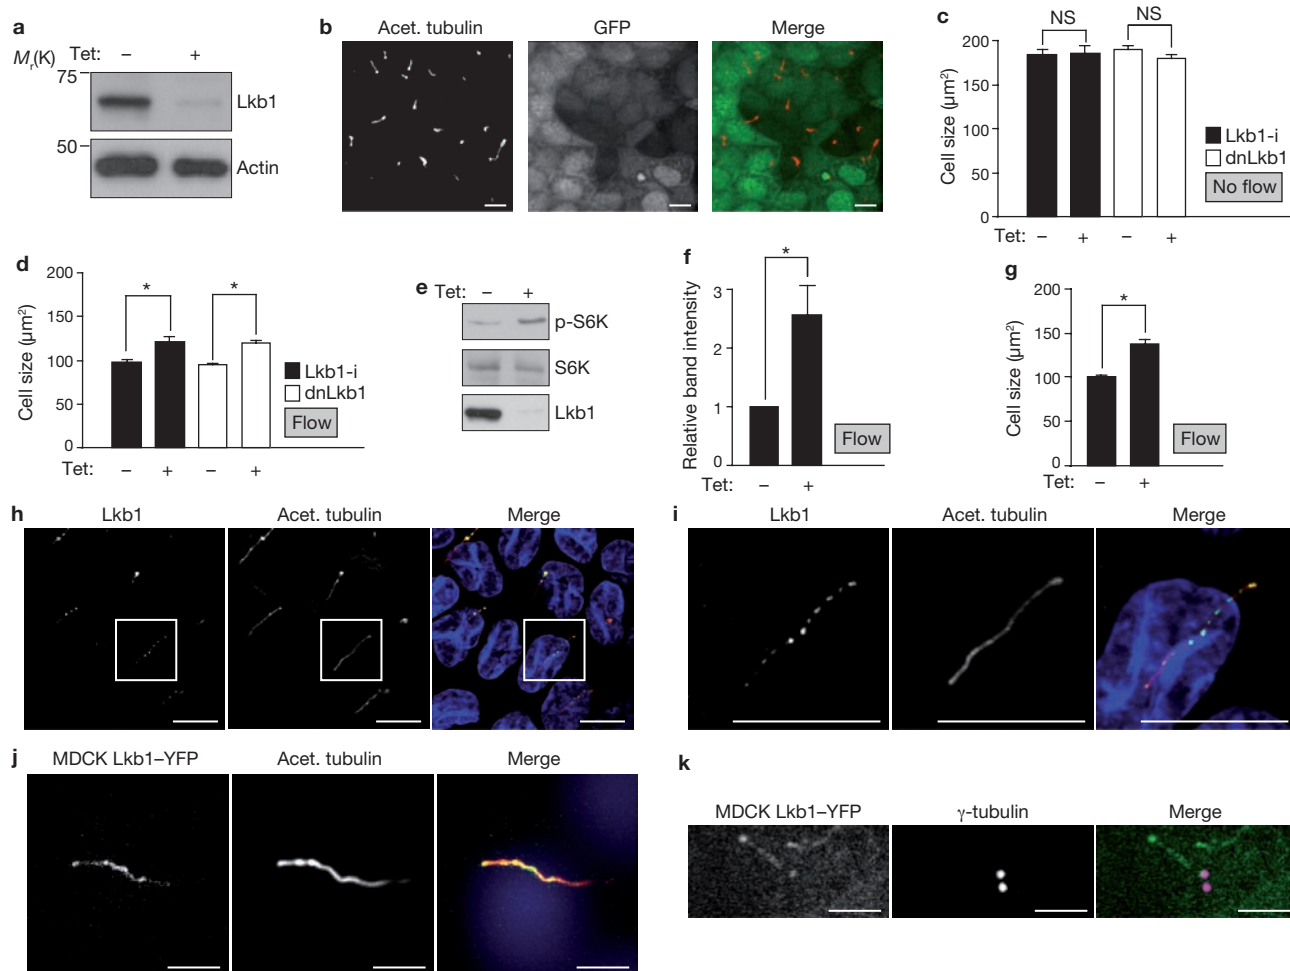 a
Tet: – +
Mr(K)
75
Lkb1
50
Actin
b
Acet. tubulin GFP Merge
c
NS NS
Cell size (µm²)
200
150
100
50
0
Tet: – + – +
Lkb1-i
dnLkb1
No flow
d
* *
Cell size (µm²)
200
150
100
50
0
Tet: – + – +
Lkb1-i
dnLkb1
Flow
e
Tet: – +
p-S6K
S6K
Lkb1
f
*
Relative band intensity
3
2
1
0
Tet: – +
Flow
g
*
Cell size (µm²)
200
150
100
50
0
Tet: – +
Flow
h
Lkb1 Acet. tubulin Merge
i
Lkb1 Acet. tubulin Merge
j
MDCK Lkb1–YFP Acet. tubulin Merge
k
MDCK Lkb1–YFP γ-tubulin Merge